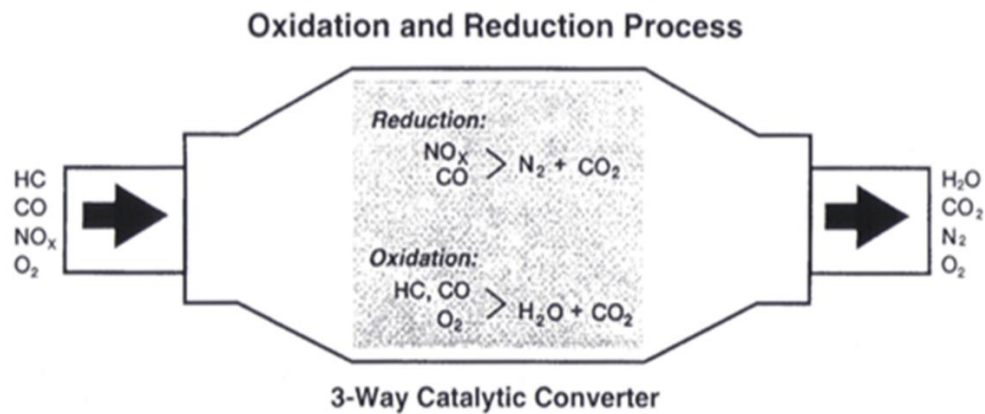 Oxidation and Reduction Process
HC
CO
NOx
O₂
Reduction:
NOx
CO > N₂ + CO₂
Oxidation:
HC, CO
O₂ > H₂O + CO₂
H₂O
CO₂
N₂
O₂
3-Way Catalytic Converter